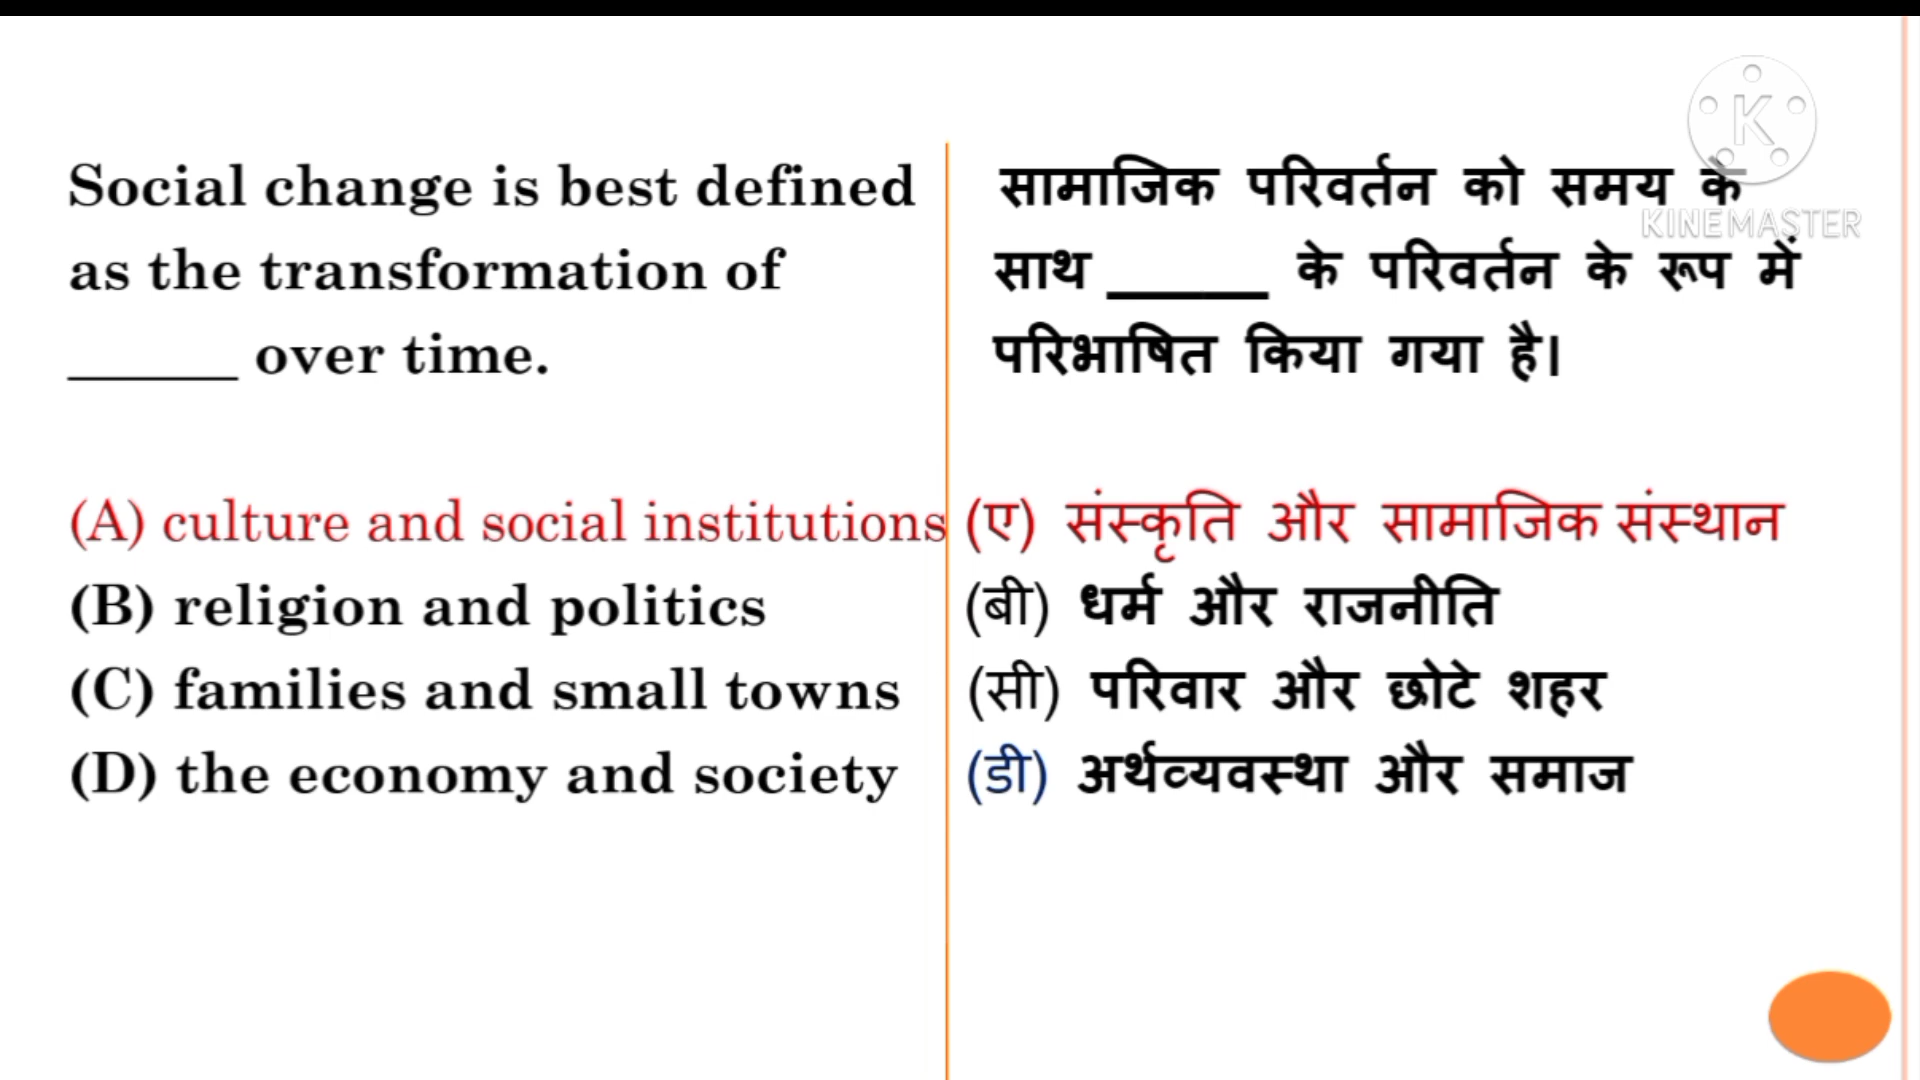 Social change is best defined
as the transformation of
______ over time.
(A) culture and social institutions
(B) religion and politics
(C) families and small towns
(D) the economy and society
सामाजिक परिवर्तन को समय के
साथ ______ के परिवर्तन के रूप में
परिभाषित किया गया है।
(ए) संस्कृति और सामाजिक संस्थान
(बी) धर्म और राजनीति
(सी) परिवार और छोटे शहर
(डी) अर्थव्यवस्था और समाज
K
KINEMASTER